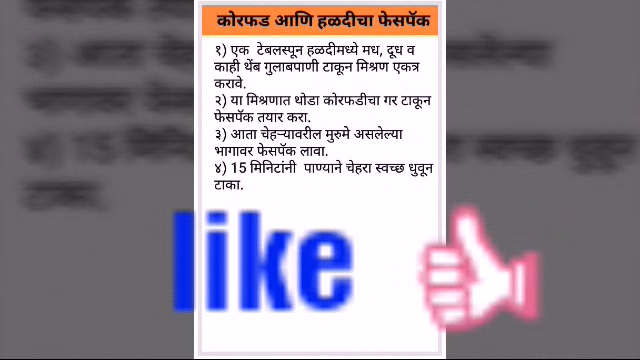 कोरफड आणि हळदीचा फेसपॅक
१) एक टेबलस्पून हळदीमध्ये मध, दूध व
काही थेंब गुलाबपाणी टाकून मिश्रण एकत्र
करावे.
२) या मिश्रणात थोडा कोरफडीचा गर टाकून
फेसपॅक तयार करा.
३) आता चेहऱ्यावरील मुरुमे असलेल्या
भागावर फेसपॅक लावा.
४) 15 मिनिटांनी पाण्याने चेहरा स्वच्छ धुवून
टाका.
like